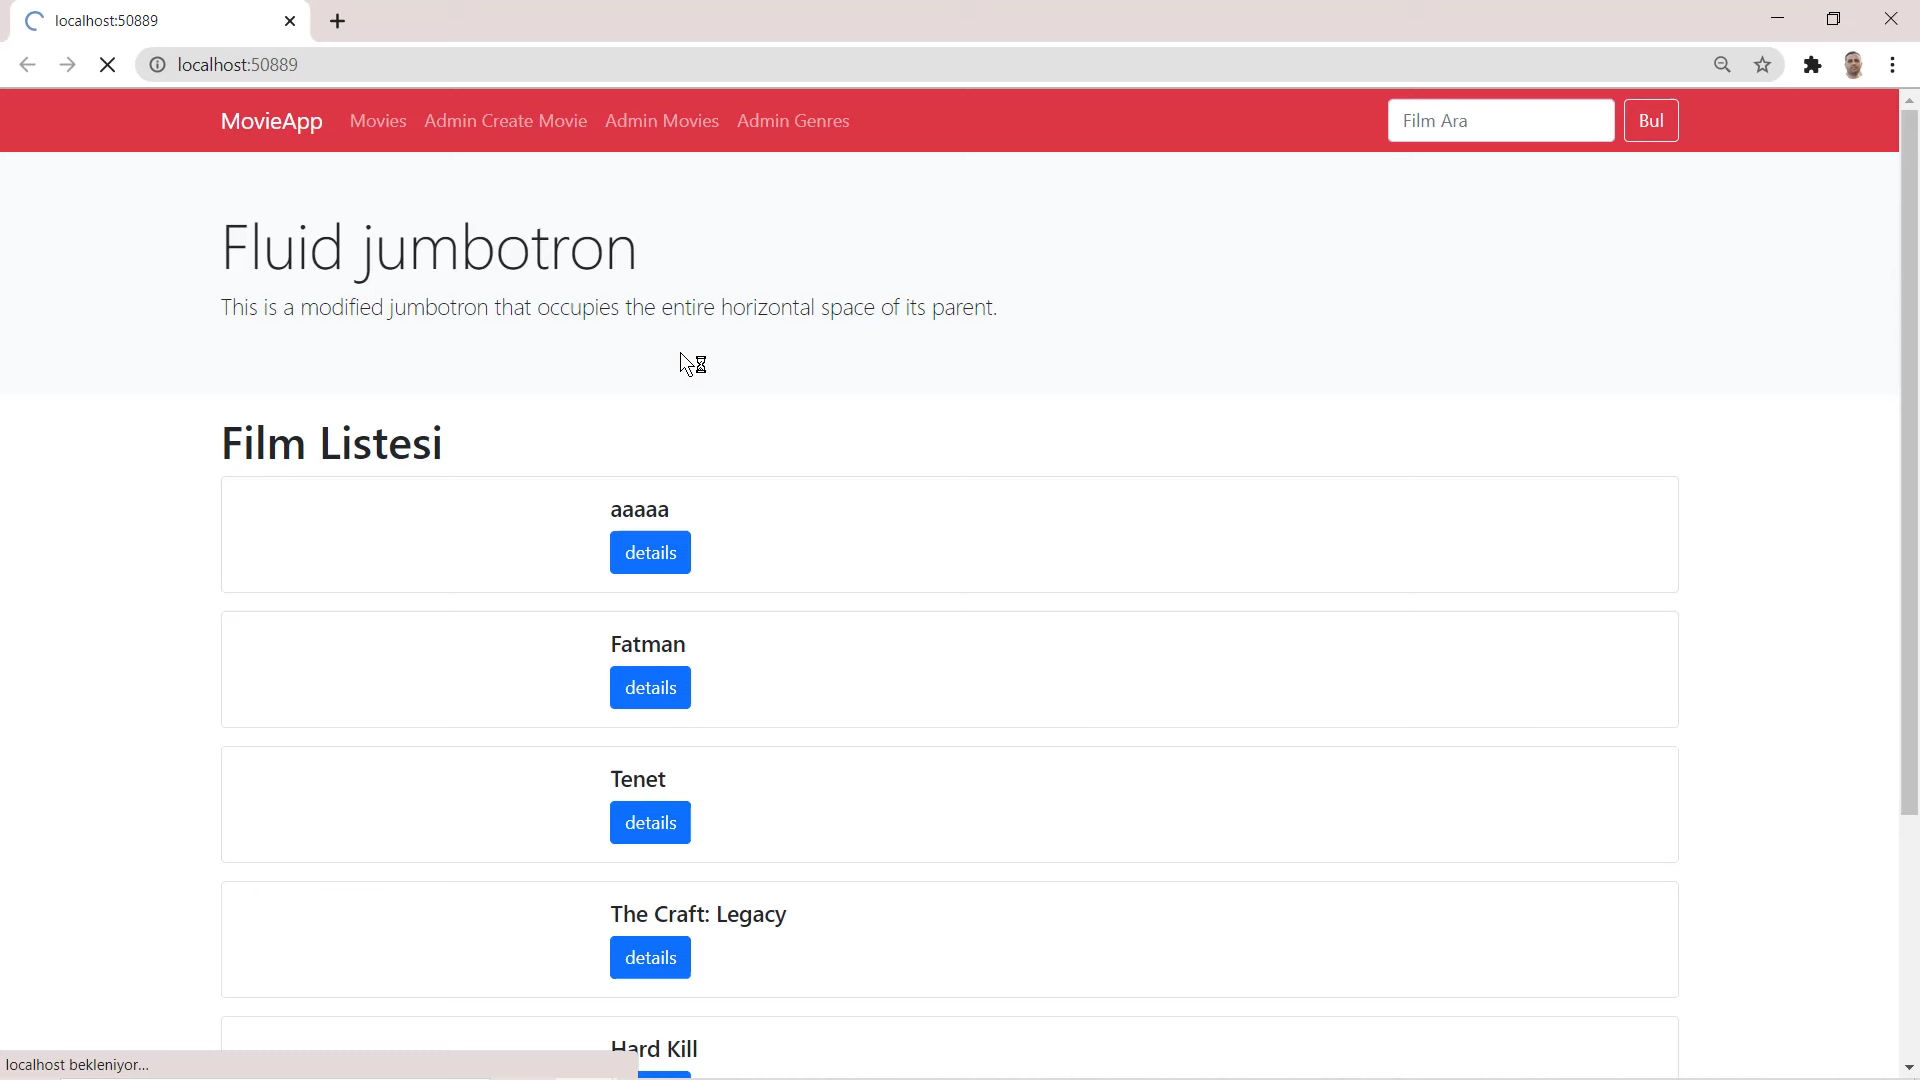 localhost:50889
localhost:50889
MovieApp Movies Admin Create Movie Admin Movies Admin Genres Film Ara Bul
Fluid jumbotron
This is a modified jumbotron that occupies the entire horizontal space of its parent.
Film Listesi
aaaaa
details
Fatman
details
Tenet
details
The Craft: Legacy
details
Hard Kill
localhost bekleniyor...